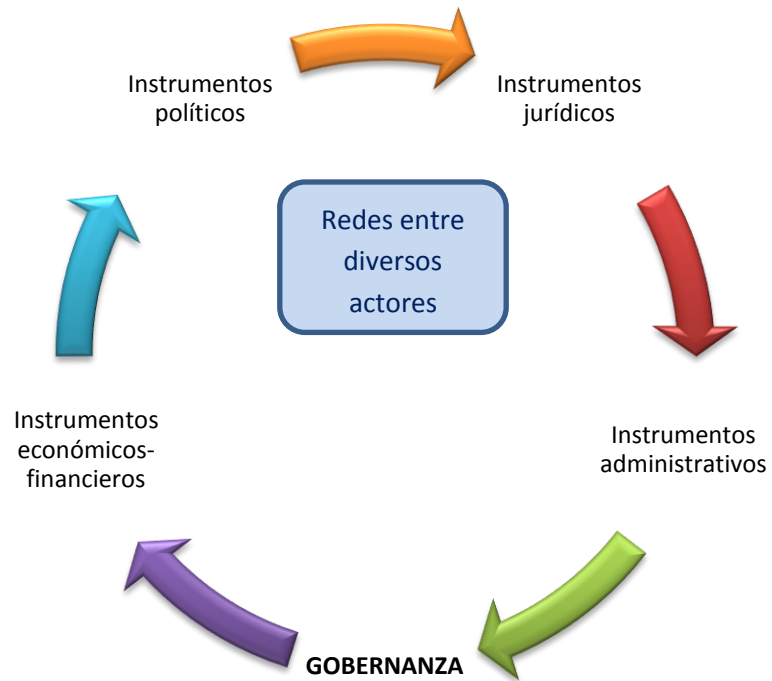 Instrumentos
políticos
Instrumentos
jurídicos
Redes entre
diversos
actores
Instrumentos
económicos-
financieros
Instrumentos
administrativos
GOBERNANZA